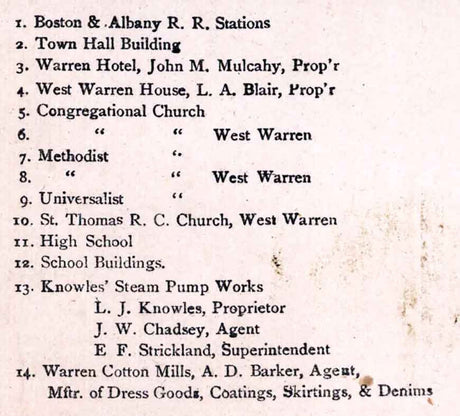 1. Boston & Albany R. R. Stations
2. Town Hall Building
3. Warren Hotel, John M. Mulcahy, Prop'r
4. West Warren House, L. A. Blair, Prop'r
5. Congregational Church
6. " " West Warren
7. Methodist "
8. " " West Warren
9. Universalist "
10. St. Thomas R. C. Church, West Warren
11. High School
12. School Buildings.
13. Knowles' Steam Pump Works
L. J. Knowles, Proprietor
J. W. Chadsey, Agent
E F. Strickland, Superintendent
14. Warren Cotton Mills, A. D. Barker, Agent,
Mftr. of Dress Goods, Coatings, Skirtings, & Denims